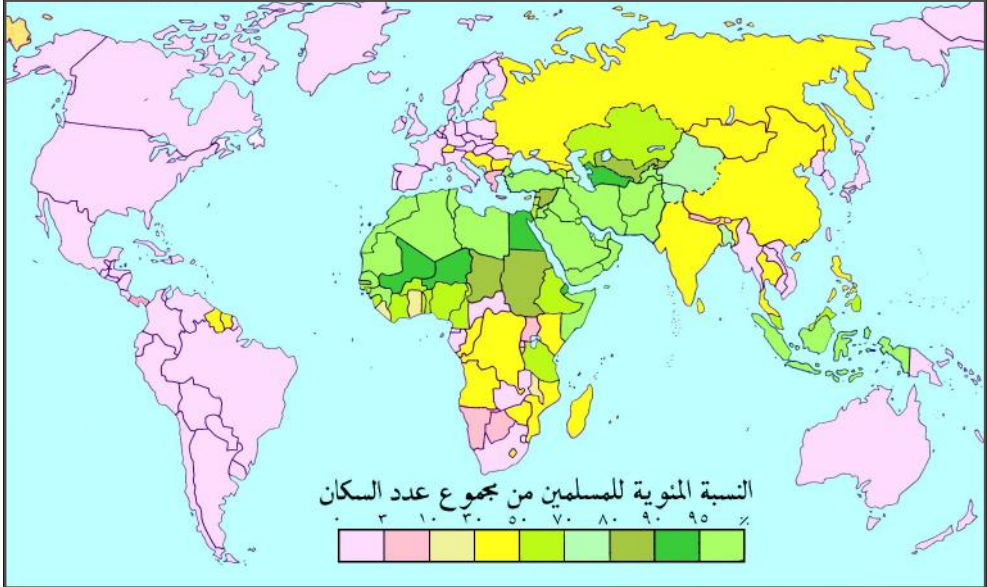 النسبة المئوية للمسلمين من مجموع عدد السكان
٠ ٣ ١٠ ٣٠ ٥٠ ٧٠ ٨٠ ٩٠ ٩٥ ٪